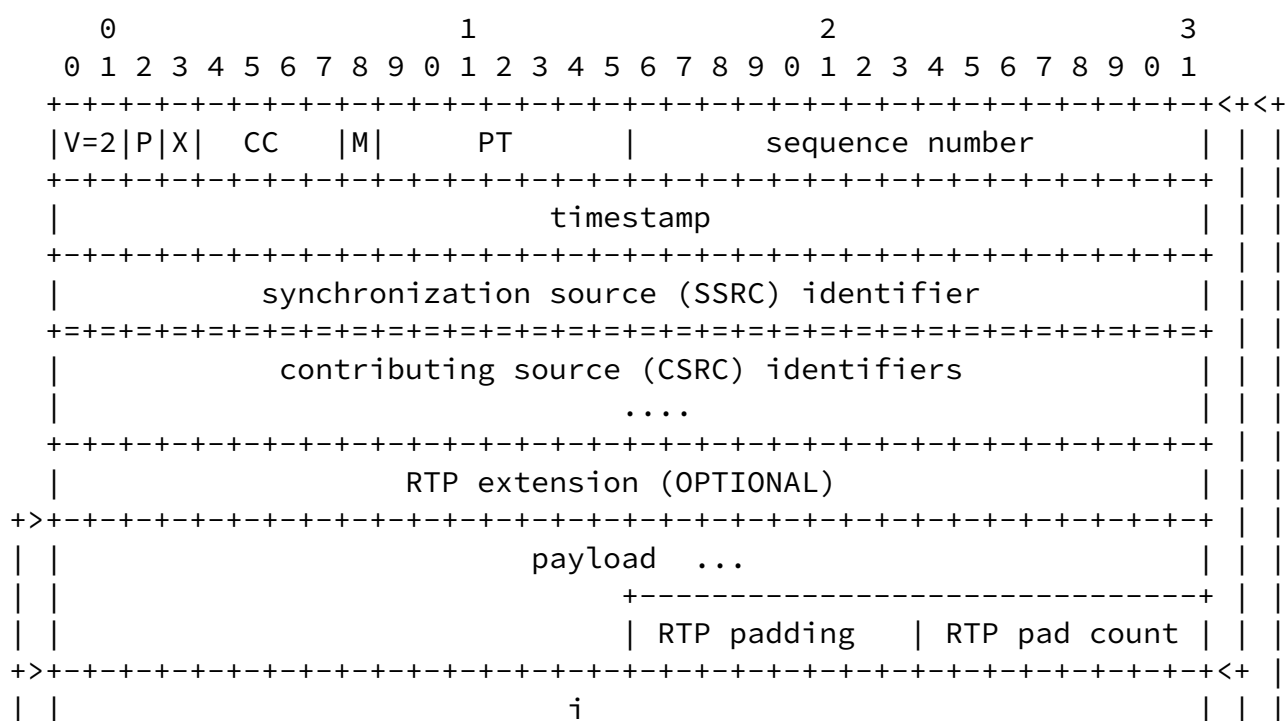 0                   1                   2                   3
   0 1 2 3 4 5 6 7 8 9 0 1 2 3 4 5 6 7 8 9 0 1 2 3 4 5 6 7 8 9 0 1
  +-+-+-+-+-+-+-+-+-+-+-+-+-+-+-+-+-+-+-+-+-+-+-+-+-+-+-+-+-+-+-+-+<+<+
  |V=2|P|X|  CC   |M|     PT      |       sequence number         | | |
  +-+-+-+-+-+-+-+-+-+-+-+-+-+-+-+-+-+-+-+-+-+-+-+-+-+-+-+-+-+-+-+-+ | |
  |                           timestamp                           | | |
  +-+-+-+-+-+-+-+-+-+-+-+-+-+-+-+-+-+-+-+-+-+-+-+-+-+-+-+-+-+-+-+-+ | |
  |           synchronization source (SSRC) identifier            | | |
  +=+=+=+=+=+=+=+=+=+=+=+=+=+=+=+=+=+=+=+=+=+=+=+=+=+=+=+=+=+=+=+=+ | |
  |            contributing source (CSRC) identifiers             | | |
  |                               ....                            | | |
  +-+-+-+-+-+-+-+-+-+-+-+-+-+-+-+-+-+-+-+-+-+-+-+-+-+-+-+-+-+-+-+-+ | |
  |                   RTP extension (OPTIONAL)                    | | |
+>+-+-+-+-+-+-+-+-+-+-+-+-+-+-+-+-+-+-+-+-+-+-+-+-+-+-+-+-+-+-+-+-+ | |
| |                          payload  ...                         | | |
| |                               +-------------------------------+ | |
| |                               | RTP padding   | RTP pad count | | |
+>+-+-+-+-+-+-+-+-+-+-+-+-+-+-+-+-+-+-+-+-+-+-+-+-+-+-+-+-+-+-+-+-+<+ |
| |                            i                                  | | |